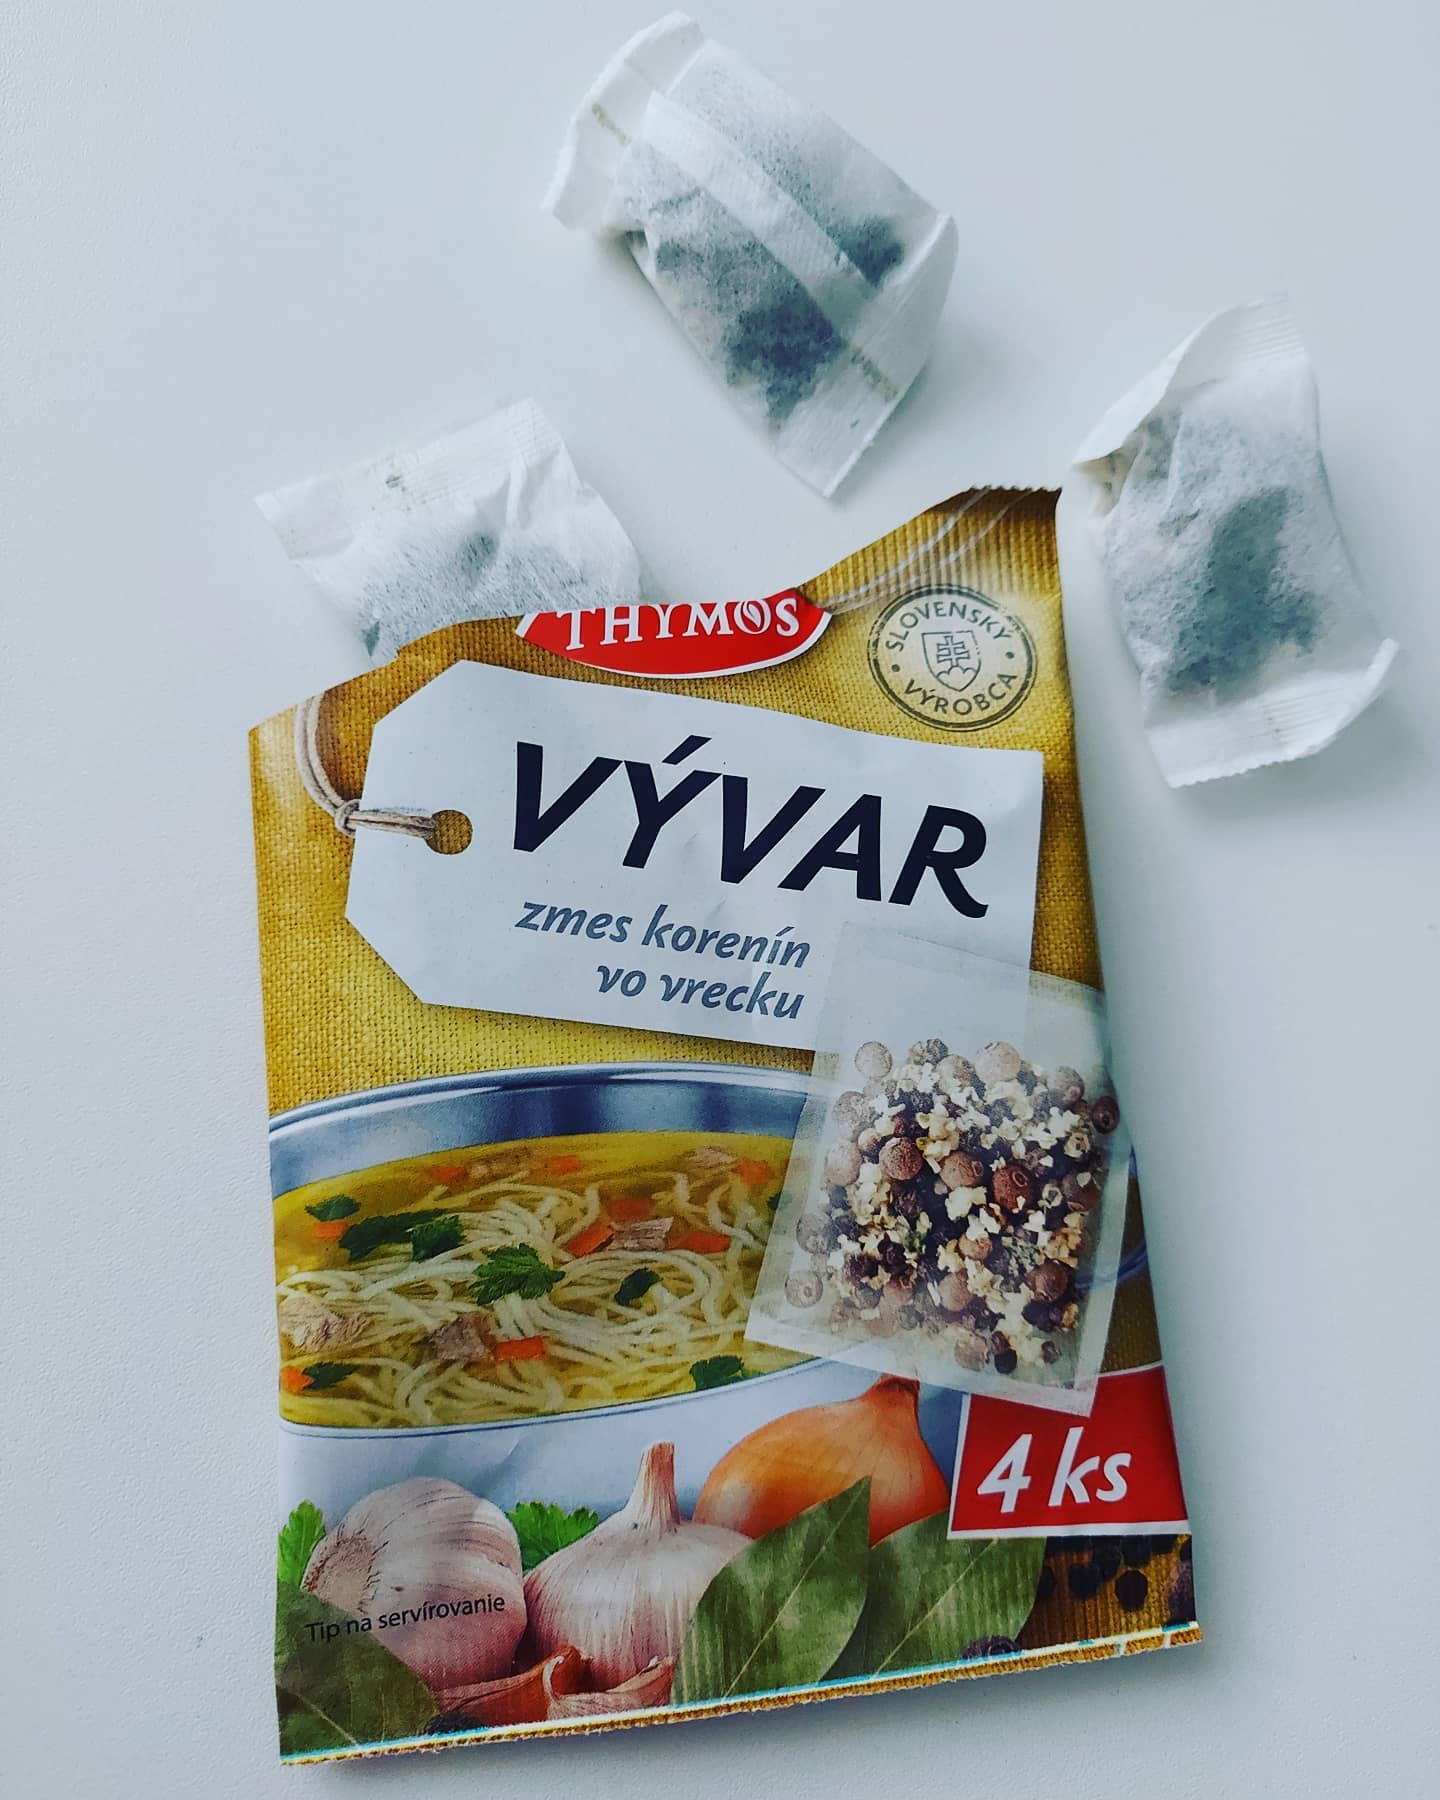 THYMOS
SLOVENSKÝ
VÝROBCA
VÝVAR
zmes korenín
vo vrecku
4 ks
Tip na servírovanie